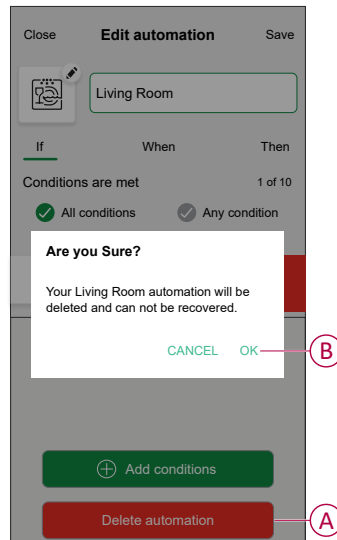 Close Edit automation Save
Living Room
If When Then
Conditions are met 1 of 10
All conditions Any condition
Are you Sure?
Your Living Room automation will be
deleted and can not be recovered.
CANCEL OK B
Add conditions
Delete automation A